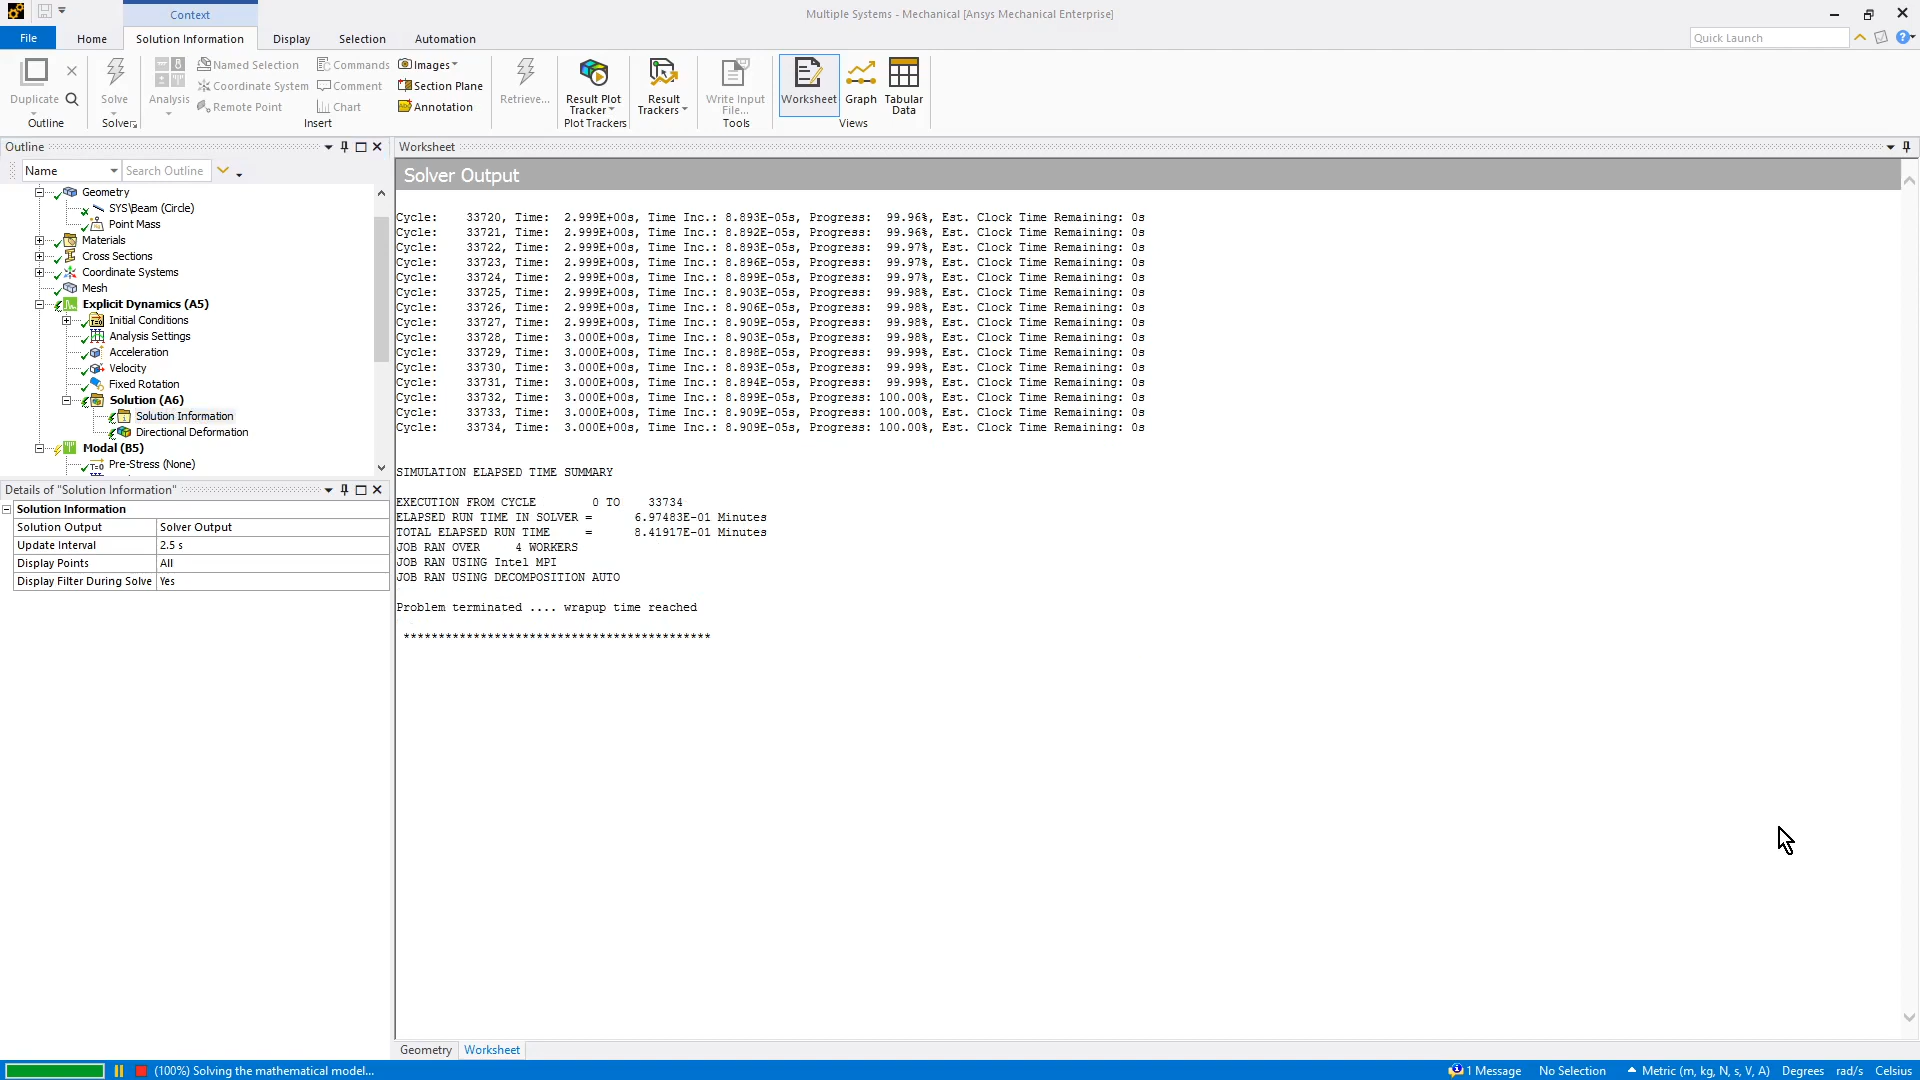 Context
Multiple Systems - Mechanical [Ansys Mechanical Enterprise]
File Home Solution Information Display Selection Automation
Quick Launch
Duplicate
Outline
Solve
Solver
Analysis
Named Selection
Coordinate System
Remote Point
Commands
Comment
Chart
Images
Section Plane
Annotation
Insert
Retrieve...
Result Plot
Tracker
Plot Trackers
Result
Trackers
Write Input
File...
Tools
Worksheet
Graph
Tabular
Data
Views
Outline
Name Search Outline
Geometry
SYS\Beam (Circle)
Point Mass
Materials
Cross Sections
Coordinate Systems
Mesh
Explicit Dynamics (A5)
Initial Conditions
Analysis Settings
Acceleration
Velocity
Fixed Rotation
Solution (A6)
Solution Information
Directional Deformation
Modal (B5)
Pre-Stress (None)
Details of "Solution Information"
Solution Information
Solution Output Solver Output
Update Interval 2.5 s
Display Points All
Display Filter During Solve Yes
Worksheet
Solver Output
Cycle: 33720, Time: 2.999E+00s, Time Inc.: 8.893E-05s, Progress: 99.96%, Est. Clock Time Remaining: 0s
Cycle: 33721, Time: 2.999E+00s, Time Inc.: 8.892E-05s, Progress: 99.96%, Est. Clock Time Remaining: 0s
Cycle: 33722, Time: 2.999E+00s, Time Inc.: 8.893E-05s, Progress: 99.97%, Est. Clock Time Remaining: 0s
Cycle: 33723, Time: 2.999E+00s, Time Inc.: 8.896E-05s, Progress: 99.97%, Est. Clock Time Remaining: 0s
Cycle: 33724, Time: 2.999E+00s, Time Inc.: 8.899E-05s, Progress: 99.97%, Est. Clock Time Remaining: 0s
Cycle: 33725, Time: 2.999E+00s, Time Inc.: 8.903E-05s, Progress: 99.98%, Est. Clock Time Remaining: 0s
Cycle: 33726, Time: 2.999E+00s, Time Inc.: 8.906E-05s, Progress: 99.98%, Est. Clock Time Remaining: 0s
Cycle: 33727, Time: 2.999E+00s, Time Inc.: 8.909E-05s, Progress: 99.98%, Est. Clock Time Remaining: 0s
Cycle: 33728, Time: 3.000E+00s, Time Inc.: 8.903E-05s, Progress: 99.98%, Est. Clock Time Remaining: 0s
Cycle: 33729, Time: 3.000E+00s, Time Inc.: 8.898E-05s, Progress: 99.99%, Est. Clock Time Remaining: 0s
Cycle: 33730, Time: 3.000E+00s, Time Inc.: 8.893E-05s, Progress: 99.99%, Est. Clock Time Remaining: 0s
Cycle: 33731, Time: 3.000E+00s, Time Inc.: 8.894E-05s, Progress: 99.99%, Est. Clock Time Remaining: 0s
Cycle: 33732, Time: 3.000E+00s, Time Inc.: 8.899E-05s, Progress: 100.00%, Est. Clock Time Remaining: 0s
Cycle: 33733, Time: 3.000E+00s, Time Inc.: 8.909E-05s, Progress: 100.00%, Est. Clock Time Remaining: 0s
Cycle: 33734, Time: 3.000E+00s, Time Inc.: 8.909E-05s, Progress: 100.00%, Est. Clock Time Remaining: 0s
SIMULATION ELAPSED TIME SUMMARY
EXECUTION FROM CYCLE 0 TO 33734
ELAPSED RUN TIME IN SOLVER = 6.97483E-01 Minutes
TOTAL ELAPSED RUN TIME = 8.41917E-01 Minutes
JOB RAN OVER 4 WORKERS
JOB RAN USING Intel MPI
JOB RAN USING DECOMPOSITION AUTO
Problem terminated .... wrapup time reached
********************************************
Geometry Worksheet
(100%) Solving the mathematical model... 1 Message No Selection Metric (m, kg, N, s, V, A) Degrees rad/s Celsius